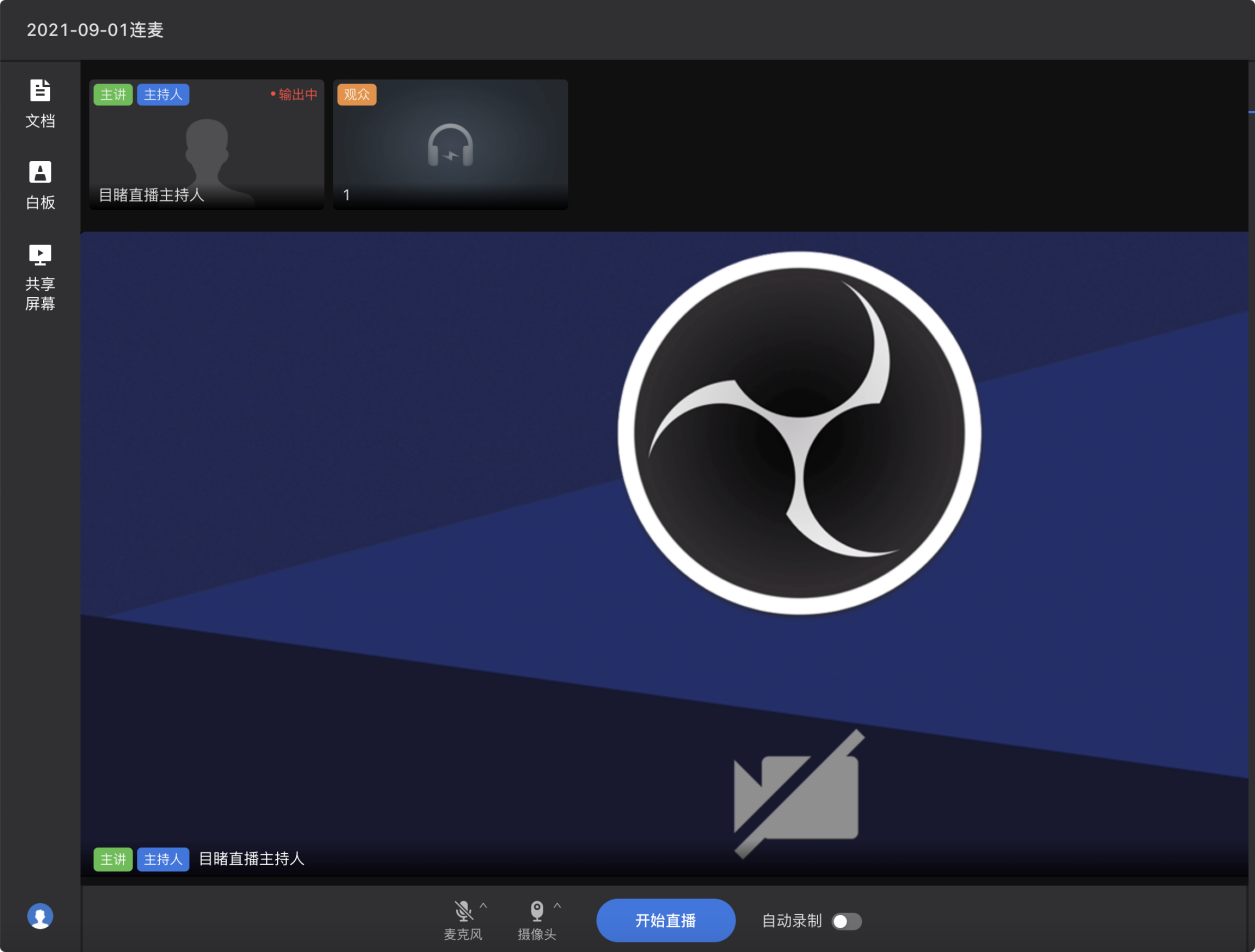 2021-09-01连麦
文档
白板
共享
屏幕
主讲 主持人 输出中
目睹直播主持人
观众
1
主讲 主持人 目睹直播主持人
麦克风
摄像头
开始直播
自动录制